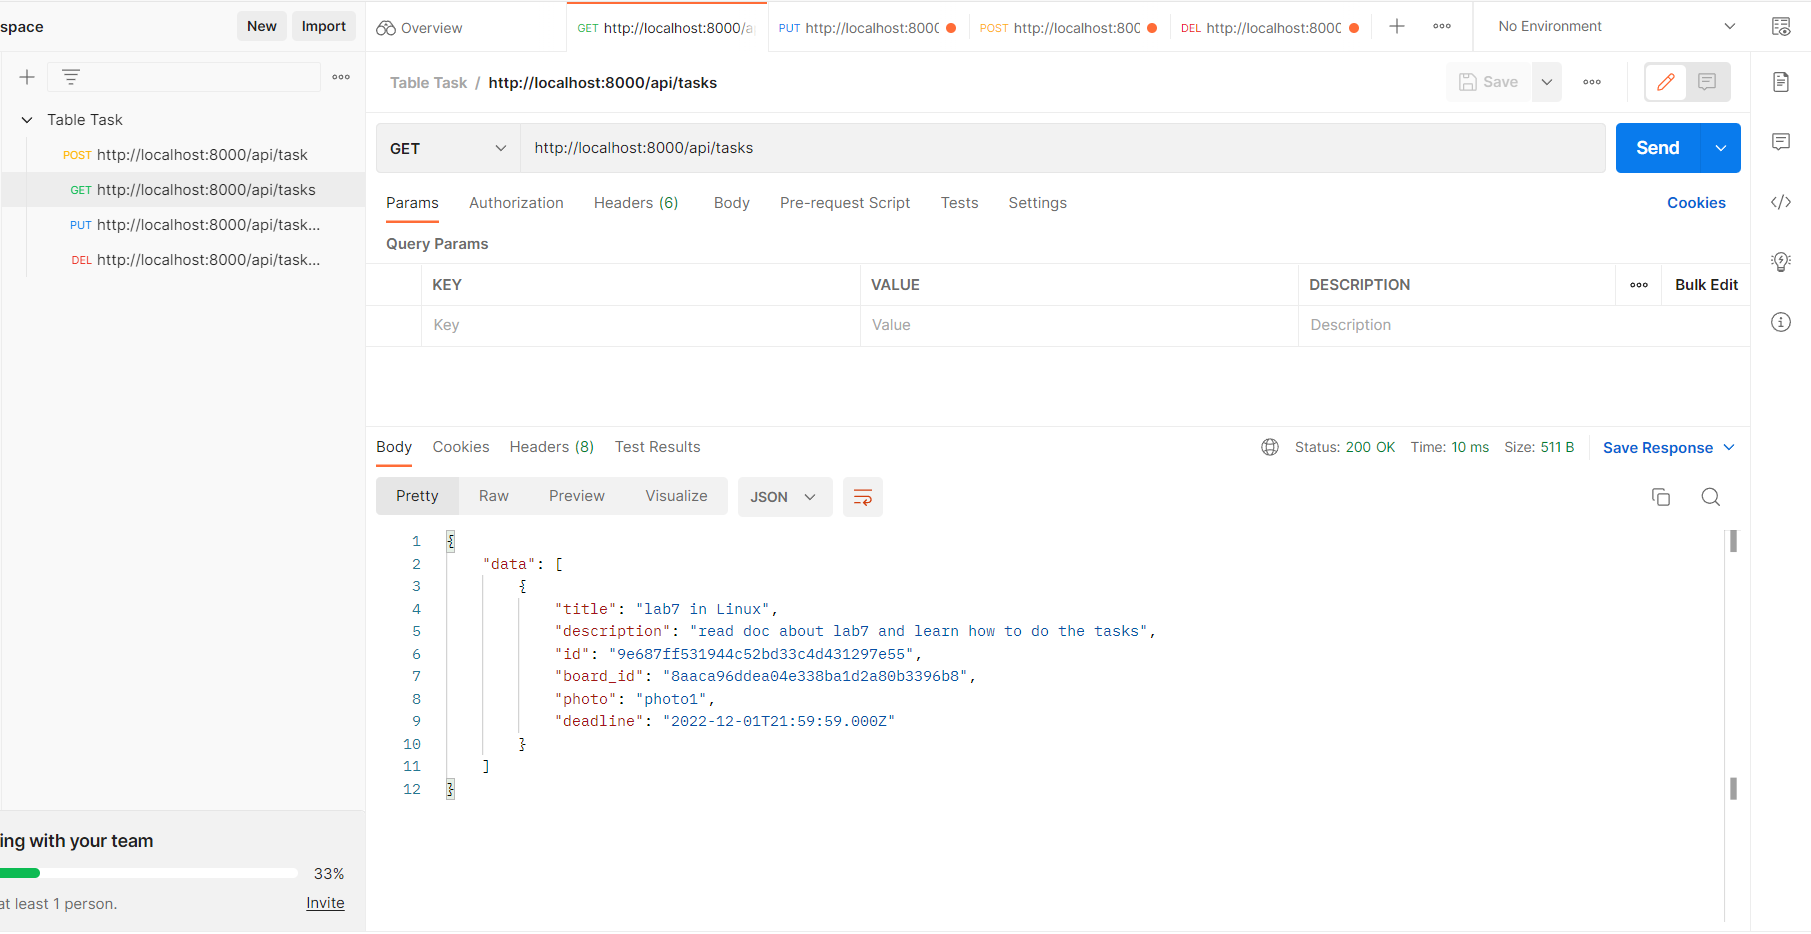 space
New
Import
Overview
GET http://localhost:8000/a
PUT http://localhost:800
POST http://localhost:800
DEL http://localhost:800
No Environment
Table Task
POST http://localhost:8000/api/task
GET http://localhost:8000/api/tasks
PUT http://localhost:8000/api/task...
DEL http://localhost:8000/api/task...
ing with your team
33%
at least 1 person.
Invite
Table Task / http://localhost:8000/api/tasks
Save
GET
http://localhost:8000/api/tasks
Send
Params
Authorization
Headers (6)
Body
Pre-request Script
Tests
Settings
Cookies
Query Params
KEY
VALUE
DESCRIPTION
Bulk Edit
Key
Value
Description
Body
Cookies
Headers (8)
Test Results
Status: 200 OK
Time: 10 ms
Size: 511 B
Save Response
Pretty
Raw
Preview
Visualize
JSON
1 {
2 "data": [
3 {
4 "title": "lab7 in Linux",
5 "description": "read doc about lab7 and learn how to do the tasks",
6 "id": "9e687ff531944c52bd33c4d431297e55",
7 "board_id": "8aaca96ddea04e338ba1d2a80b3396b8",
8 "photo": "photo1",
9 "deadline": "2022-12-01T21:59:59.000Z"
10 }
11 ]
12 }